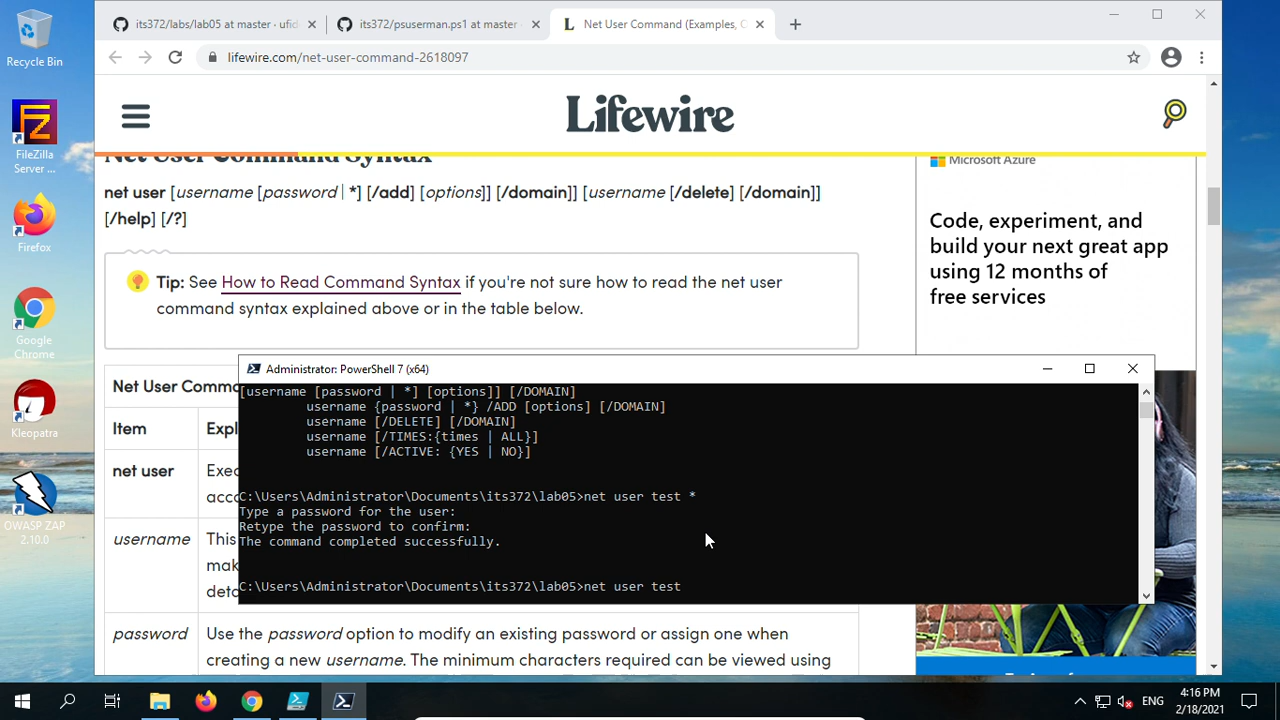 Recycle Bin
FileZilla
Server ...
Firefox
Google
Chrome
Kleopatra
OWASP ZAP
2.10.0
its372/labs/lab05 at master · ufid
its372/psuserman.ps1 at master ·
L Net User Command (Examples, O
lifewire.com/net-user-command-2618097
Lifewire
Net User Command Syntax
net user [username [password | *] [/add] [options]] [/domain]] [username [/delete] [/domain]]
[/help] [/?]
Tip: See How to Read Command Syntax if you're not sure how to read the net user
command syntax explained above or in the table below.
Microsoft Azure
Code, experiment, and
build your next great app
using 12 months of
free services
Net User Comma
Item Expl
net user Exec
acco
username This
mak
deta
password Use the password option to modify an existing password or assign one when
creating a new username. The minimum characters required can be viewed using
Administrator: PowerShell 7 (x64)
[username [password | *] [options]] [/DOMAIN]
username {password | *} /ADD [options] [/DOMAIN]
username [/DELETE] [/DOMAIN]
username [/TIMES:{times | ALL}]
username [/ACTIVE: {YES | NO}]
C:\Users\Administrator\Documents\its372\lab05>net user test *
Type a password for the user:
Retype the password to confirm:
The command completed successfully.
C:\Users\Administrator\Documents\its372\lab05>net user test
ENG
4:16 PM
2/18/2021